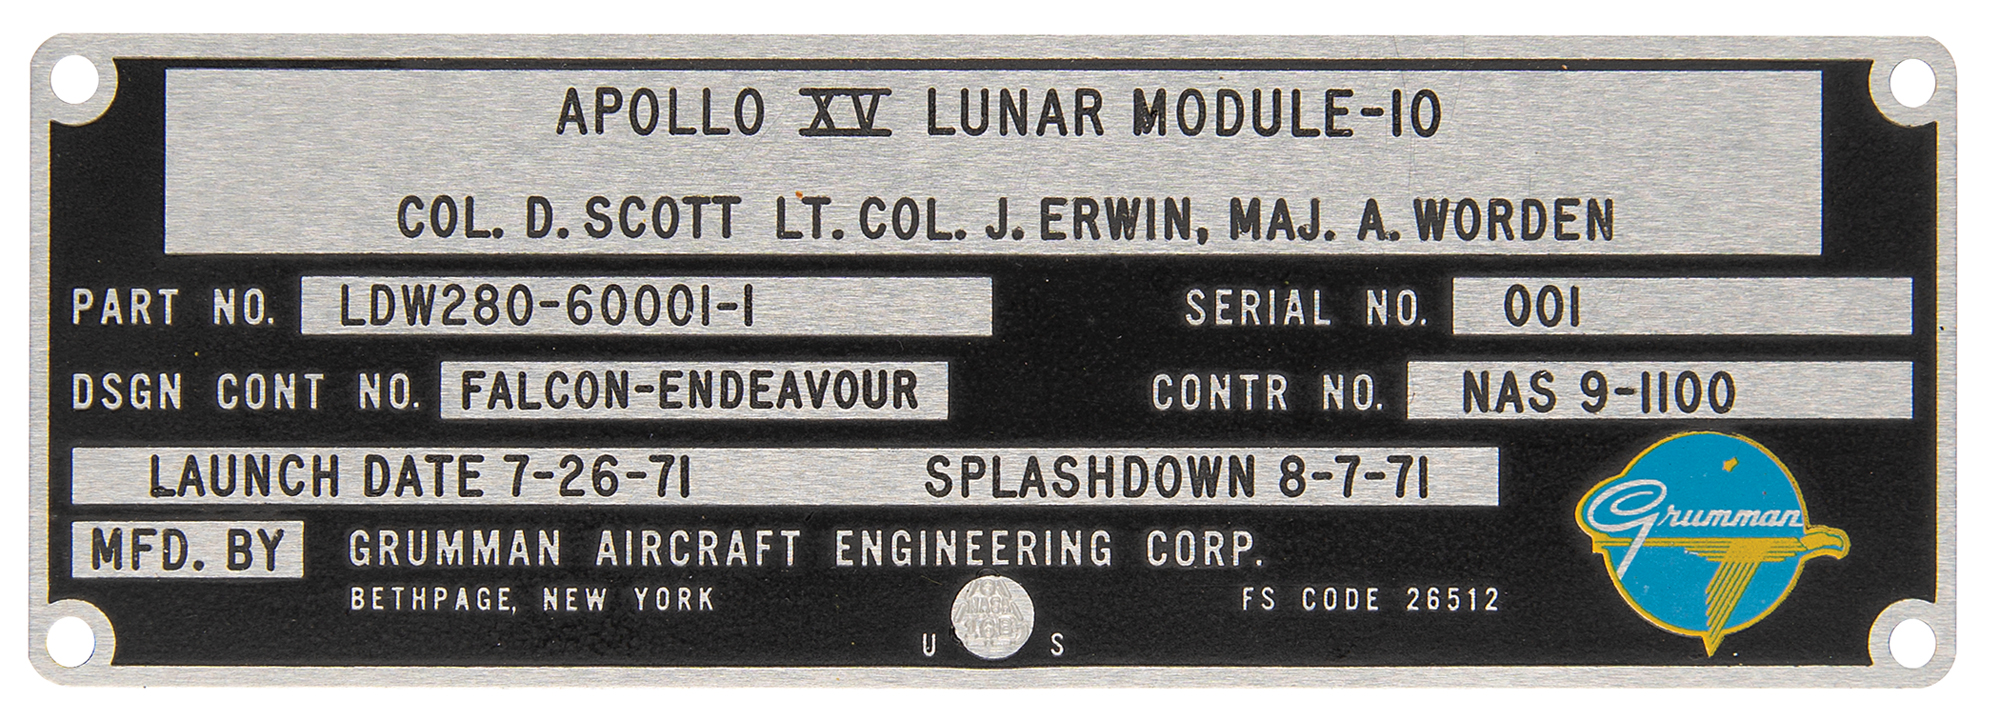 APOLLO XV LUNAR MODULE-10
COL. D. SCOTT LT. COL. J. ERWIN, MAJ. A. WORDEN
PART NO. LDW280-60001-1 SERIAL NO. 001
DSGN CONT NO. FALCON-ENDEAVOUR CONTR NO. NAS 9-1100
LAUNCH DATE 7-26-71 SPLASHDOWN 8-7-71
Grumman
MFD. BY GRUMMAN AIRCRAFT ENGINEERING CORP.
BETHPAGE, NEW YORK FS CODE 26512
NASA
U S